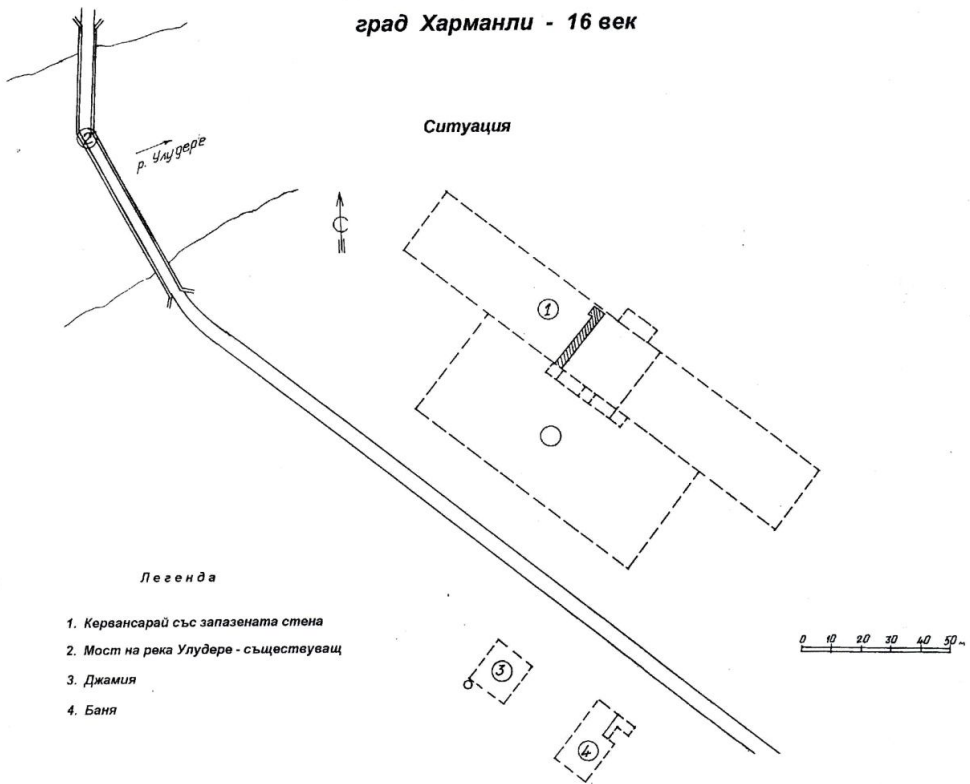 град Харманли - 16 век
Ситуация
2
р. Улудере
С
1
Легенда
1. Кервансарай със запазената стена
2. Мост на река Улудере - съществуващ
3. Джамия
4. Баня
0 10 20 30 40 50 м
3
4